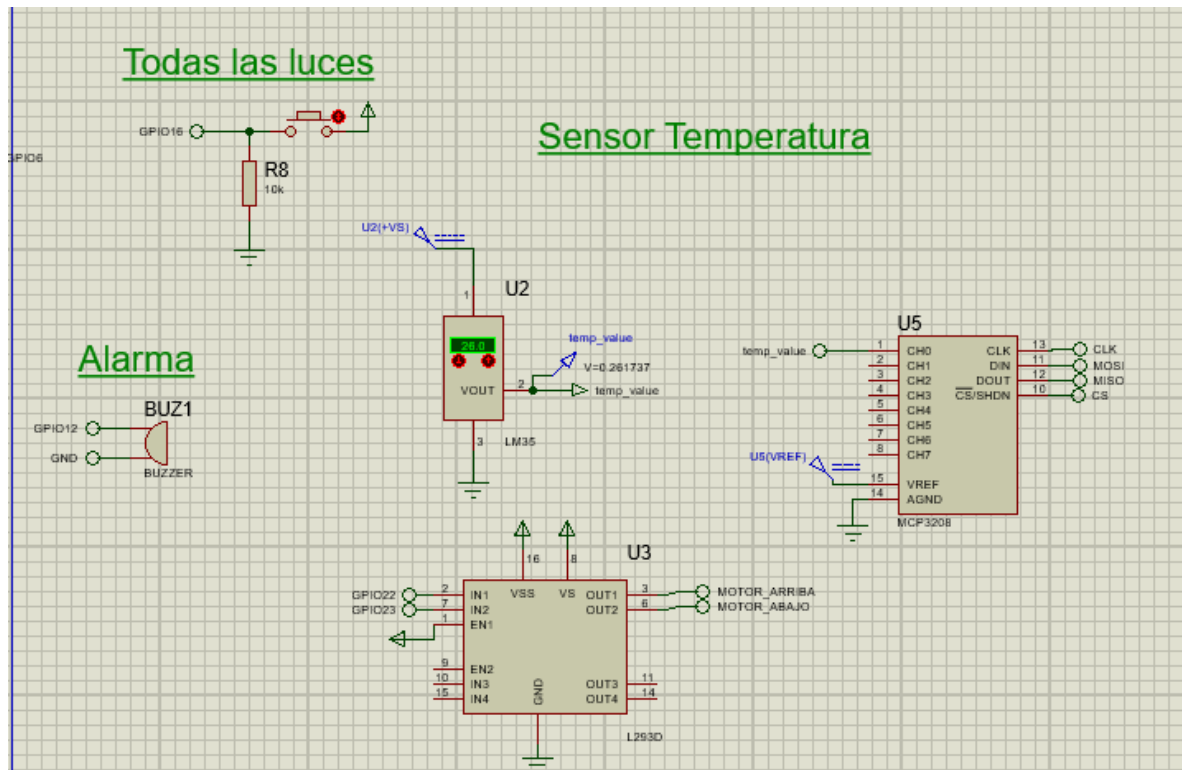 Todas las luces
GPIO16
GPIO6
R8
10k
Sensor Temperatura
U2(+VS)
1
U2
26.0
temp_value
V=0.261737
VOUT
2
temp_value
3
LM35
Alarma
BUZ1
GPIO12
GND
BUZZER
U5
temp_value
1 CH0 CLK 13 CLK
2 CH1 DIN 11 MOSI
3 CH2 DOUT 12 MISO
4 CH3 CS/SHDN 10 CS
5 CH4
6 CH5
7 CH6
8 CH7
U5(VREF)
15 VREF
14 AGND
MCP3208
U3
16 8
VSS VS
GPIO22 2 IN1 OUT1 3 MOTOR_ARRIBA
GPIO23 7 IN2 OUT2 6 MOTOR_ABAJO
1 EN1
9 EN2
10 IN3 OUT3 11
15 IN4 OUT4 14
GND
L293D